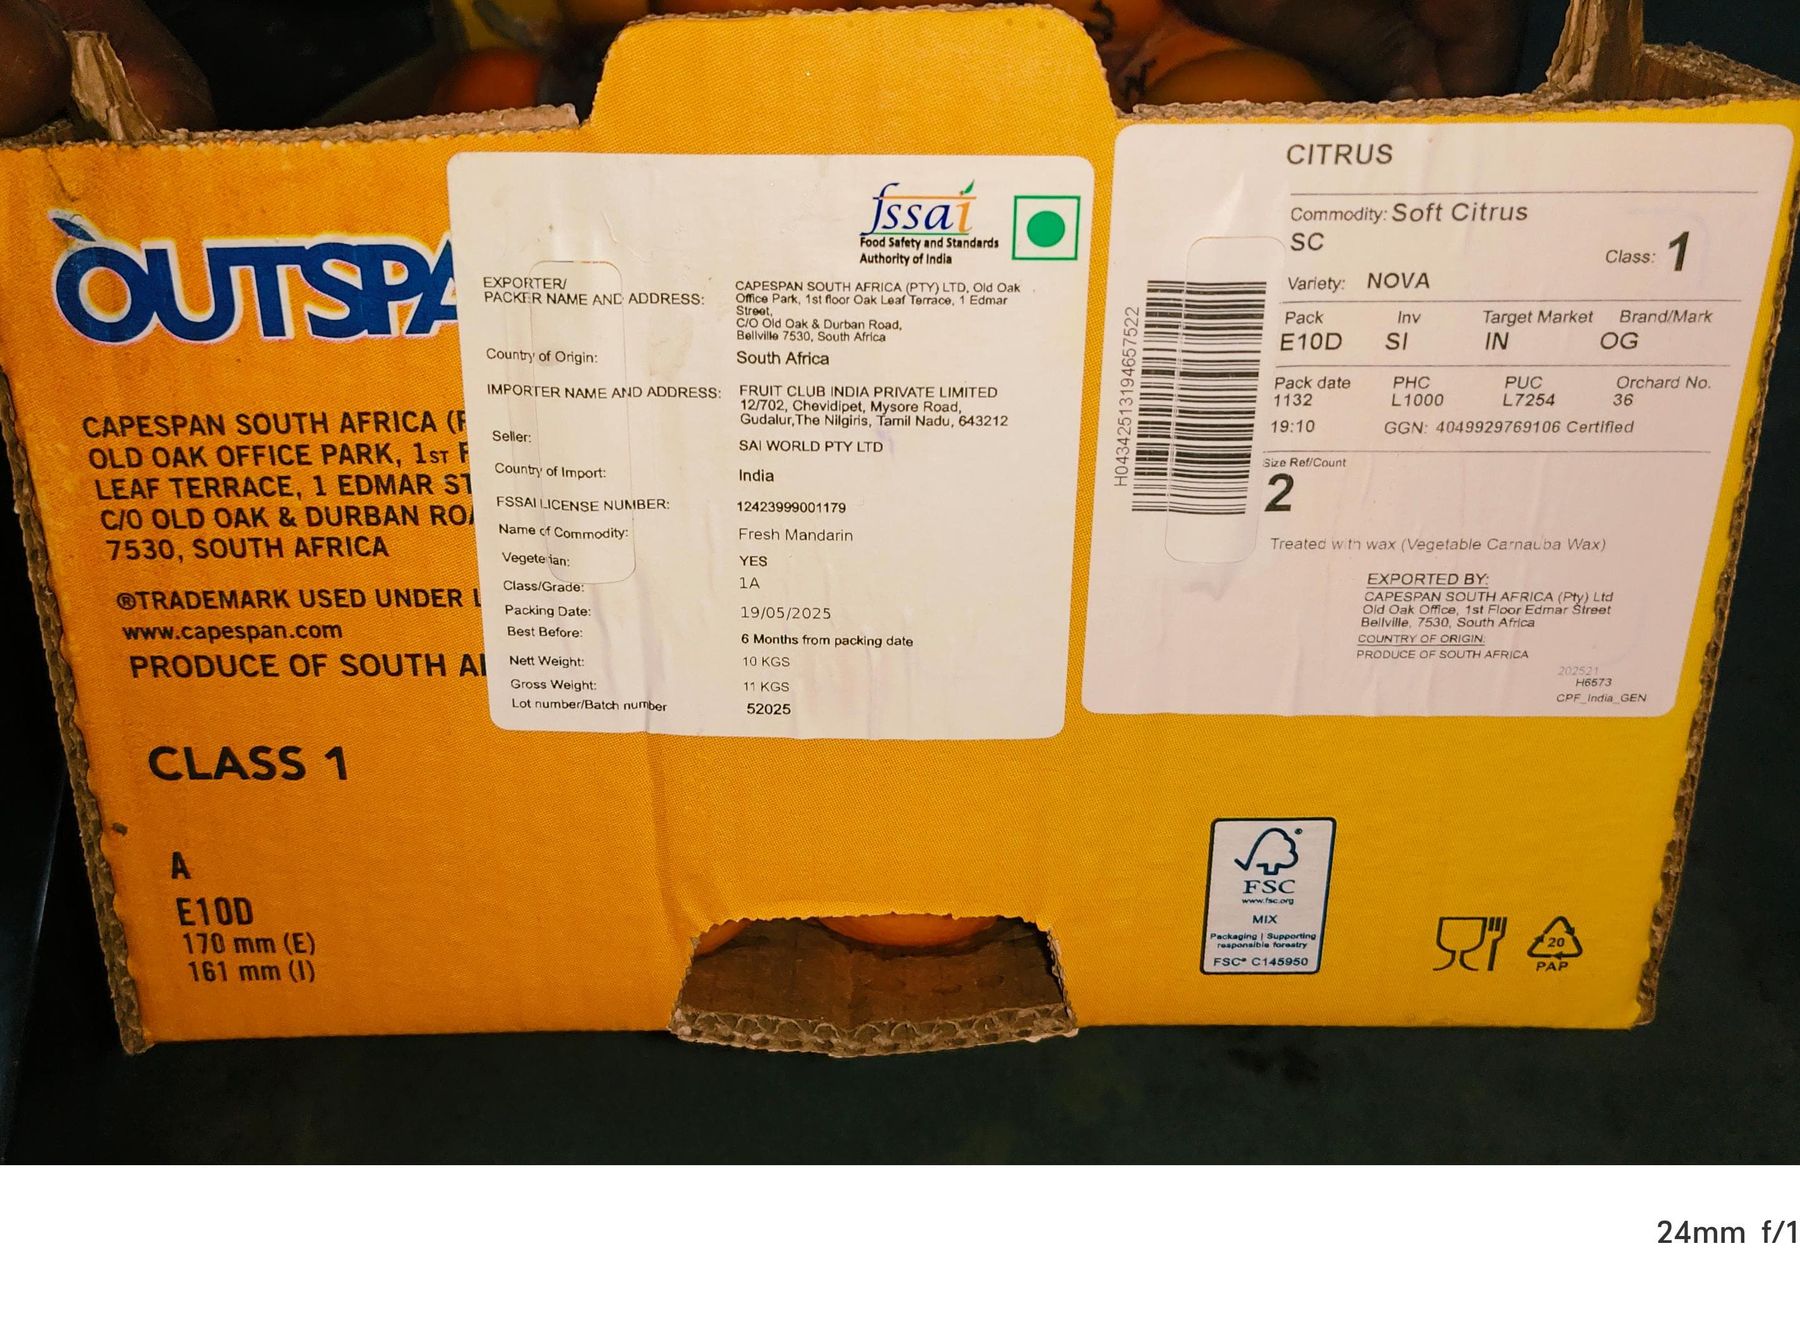 OUTSPA
CAPESPAN SOUTH AFRICA (P
OLD OAK OFFICE PARK, 1ST F
LEAF TERRACE, 1 EDMAR ST
C/O OLD OAK & DURBAN ROA
7530, SOUTH AFRICA
®TRADEMARK USED UNDER L
www.capespan.com
PRODUCE OF SOUTH A
CLASS 1
A
E10D
170 mm (E)
161 mm (I)
fssai
Food Safety and Standards
Authority of India
EXPORTER/
PACKER NAME AND ADDRESS:
CAPESPAN SOUTH AFRICA (PTY) LTD, Old Oak
Office Park, 1st floor Oak Leaf Terrace, 1 Edmar
Street,
C/O Old Oak & Durban Road,
Bellville 7530, South Africa
Country of Origin: South Africa
IMPORTER NAME AND ADDRESS: FRUIT CLUB INDIA PRIVATE LIMITED
12/702, Chevidipet, Mysore Road,
Gudalur,The Nilgiris, Tamil Nadu, 643212
Seller: SAI WORLD PTY LTD
Country of Import: India
FSSAI LICENSE NUMBER: 12423999001179
Name of Commodity: Fresh Mandarin
Vegeterian: YES
Class/Grade: 1A
Packing Date: 19/05/2025
Best Before: 6 Months from packing date
Nett Weight: 10 KGS
Gross Weight: 11 KGS
Lot number/Batch number 52025
CITRUS
Commodity: Soft Citrus
SC
Class: 1
Variety: NOVA
Pack Inv Target Market Brand/Mark
E10D SI IN OG
Pack date PHC PUC Orchard No.
1132 L1000 L7254 36
19:10 GGN: 4049929769106 Certified
Size Ref/Count
2
H04342513194657522
Treated with wax (Vegetable Carnauba Wax)
EXPORTED BY:
CAPESPAN SOUTH AFRICA (Pty) Ltd
Old Oak Office, 1st Floor Edmar Street
Bellville, 7530, South Africa
COUNTRY OF ORIGIN:
PRODUCE OF SOUTH AFRICA
202521
H6573
CPF_India_GEN
FSC
www.fsc.org
MIX
Packaging | Supporting
responsible forestry
FSC® C145950
20
PAP
24mm f/1